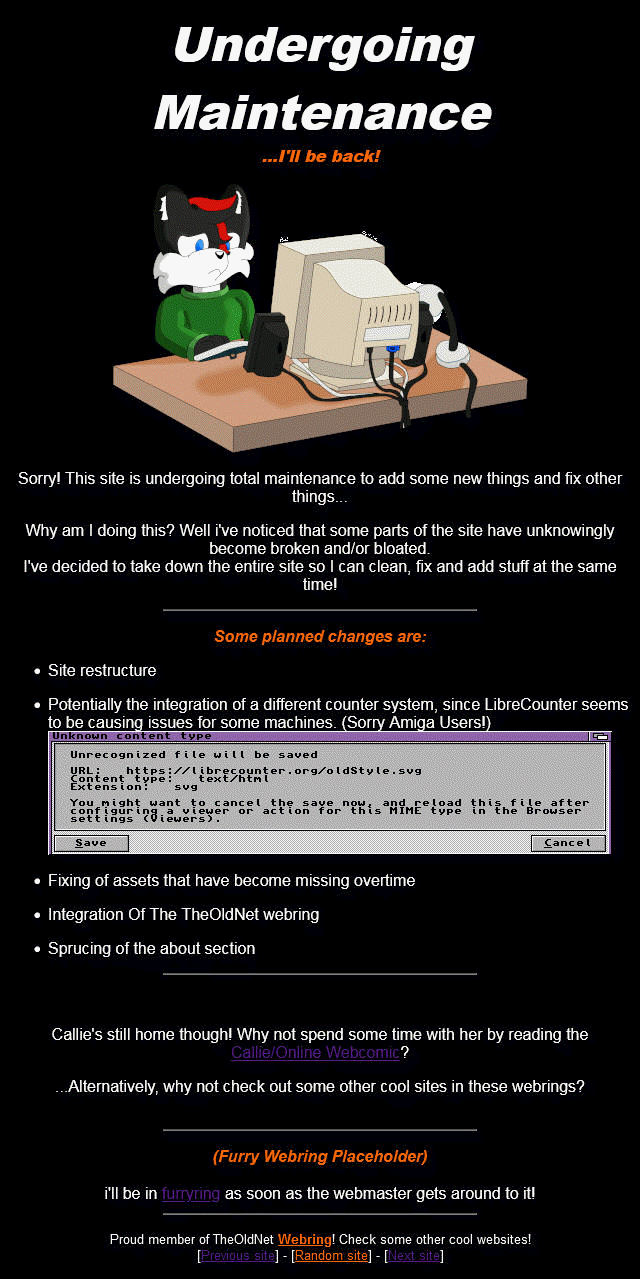 Undergoing
Maintenance
...I'll be back!
Sorry! This site is undergoing total maintenance to add some new things and fix other
things...
Why am I doing this? Well i've noticed that some parts of the site have unknowingly
become broken and/or bloated.
I've decided to take down the entire site so I can clean, fix and add stuff at the same
time!
Some planned changes are:
• Site restructure
• Potentially the integration of a different counter system, since LibreCounter seems
to be causing issues for some machines. (Sorry Amiga Users!)
Unknown content type
Unrecognized file will be saved
URL: https://librecounter.org/oldStyle.svg
Content type: text/html
Extension: svg
You might want to cancel the save now, and reload this file after
configuring a viewer or action for this MIME type in the Browser
settings (Viewers).
Save Cancel
• Fixing of assets that have become missing overtime
• Integration Of The TheOldNet webring
• Sprucing of the about section
Callie's still home though! Why not spend some time with her by reading the
Callie/Online Webcomic?
...Alternatively, why not check out some other cool sites in these webrings?
(Furry Webring Placeholder)
i'll be in furryring as soon as the webmaster gets around to it!
Proud member of TheOldNet Webring! Check some other cool websites!
[Previous site] - [Random site] - [Next site]